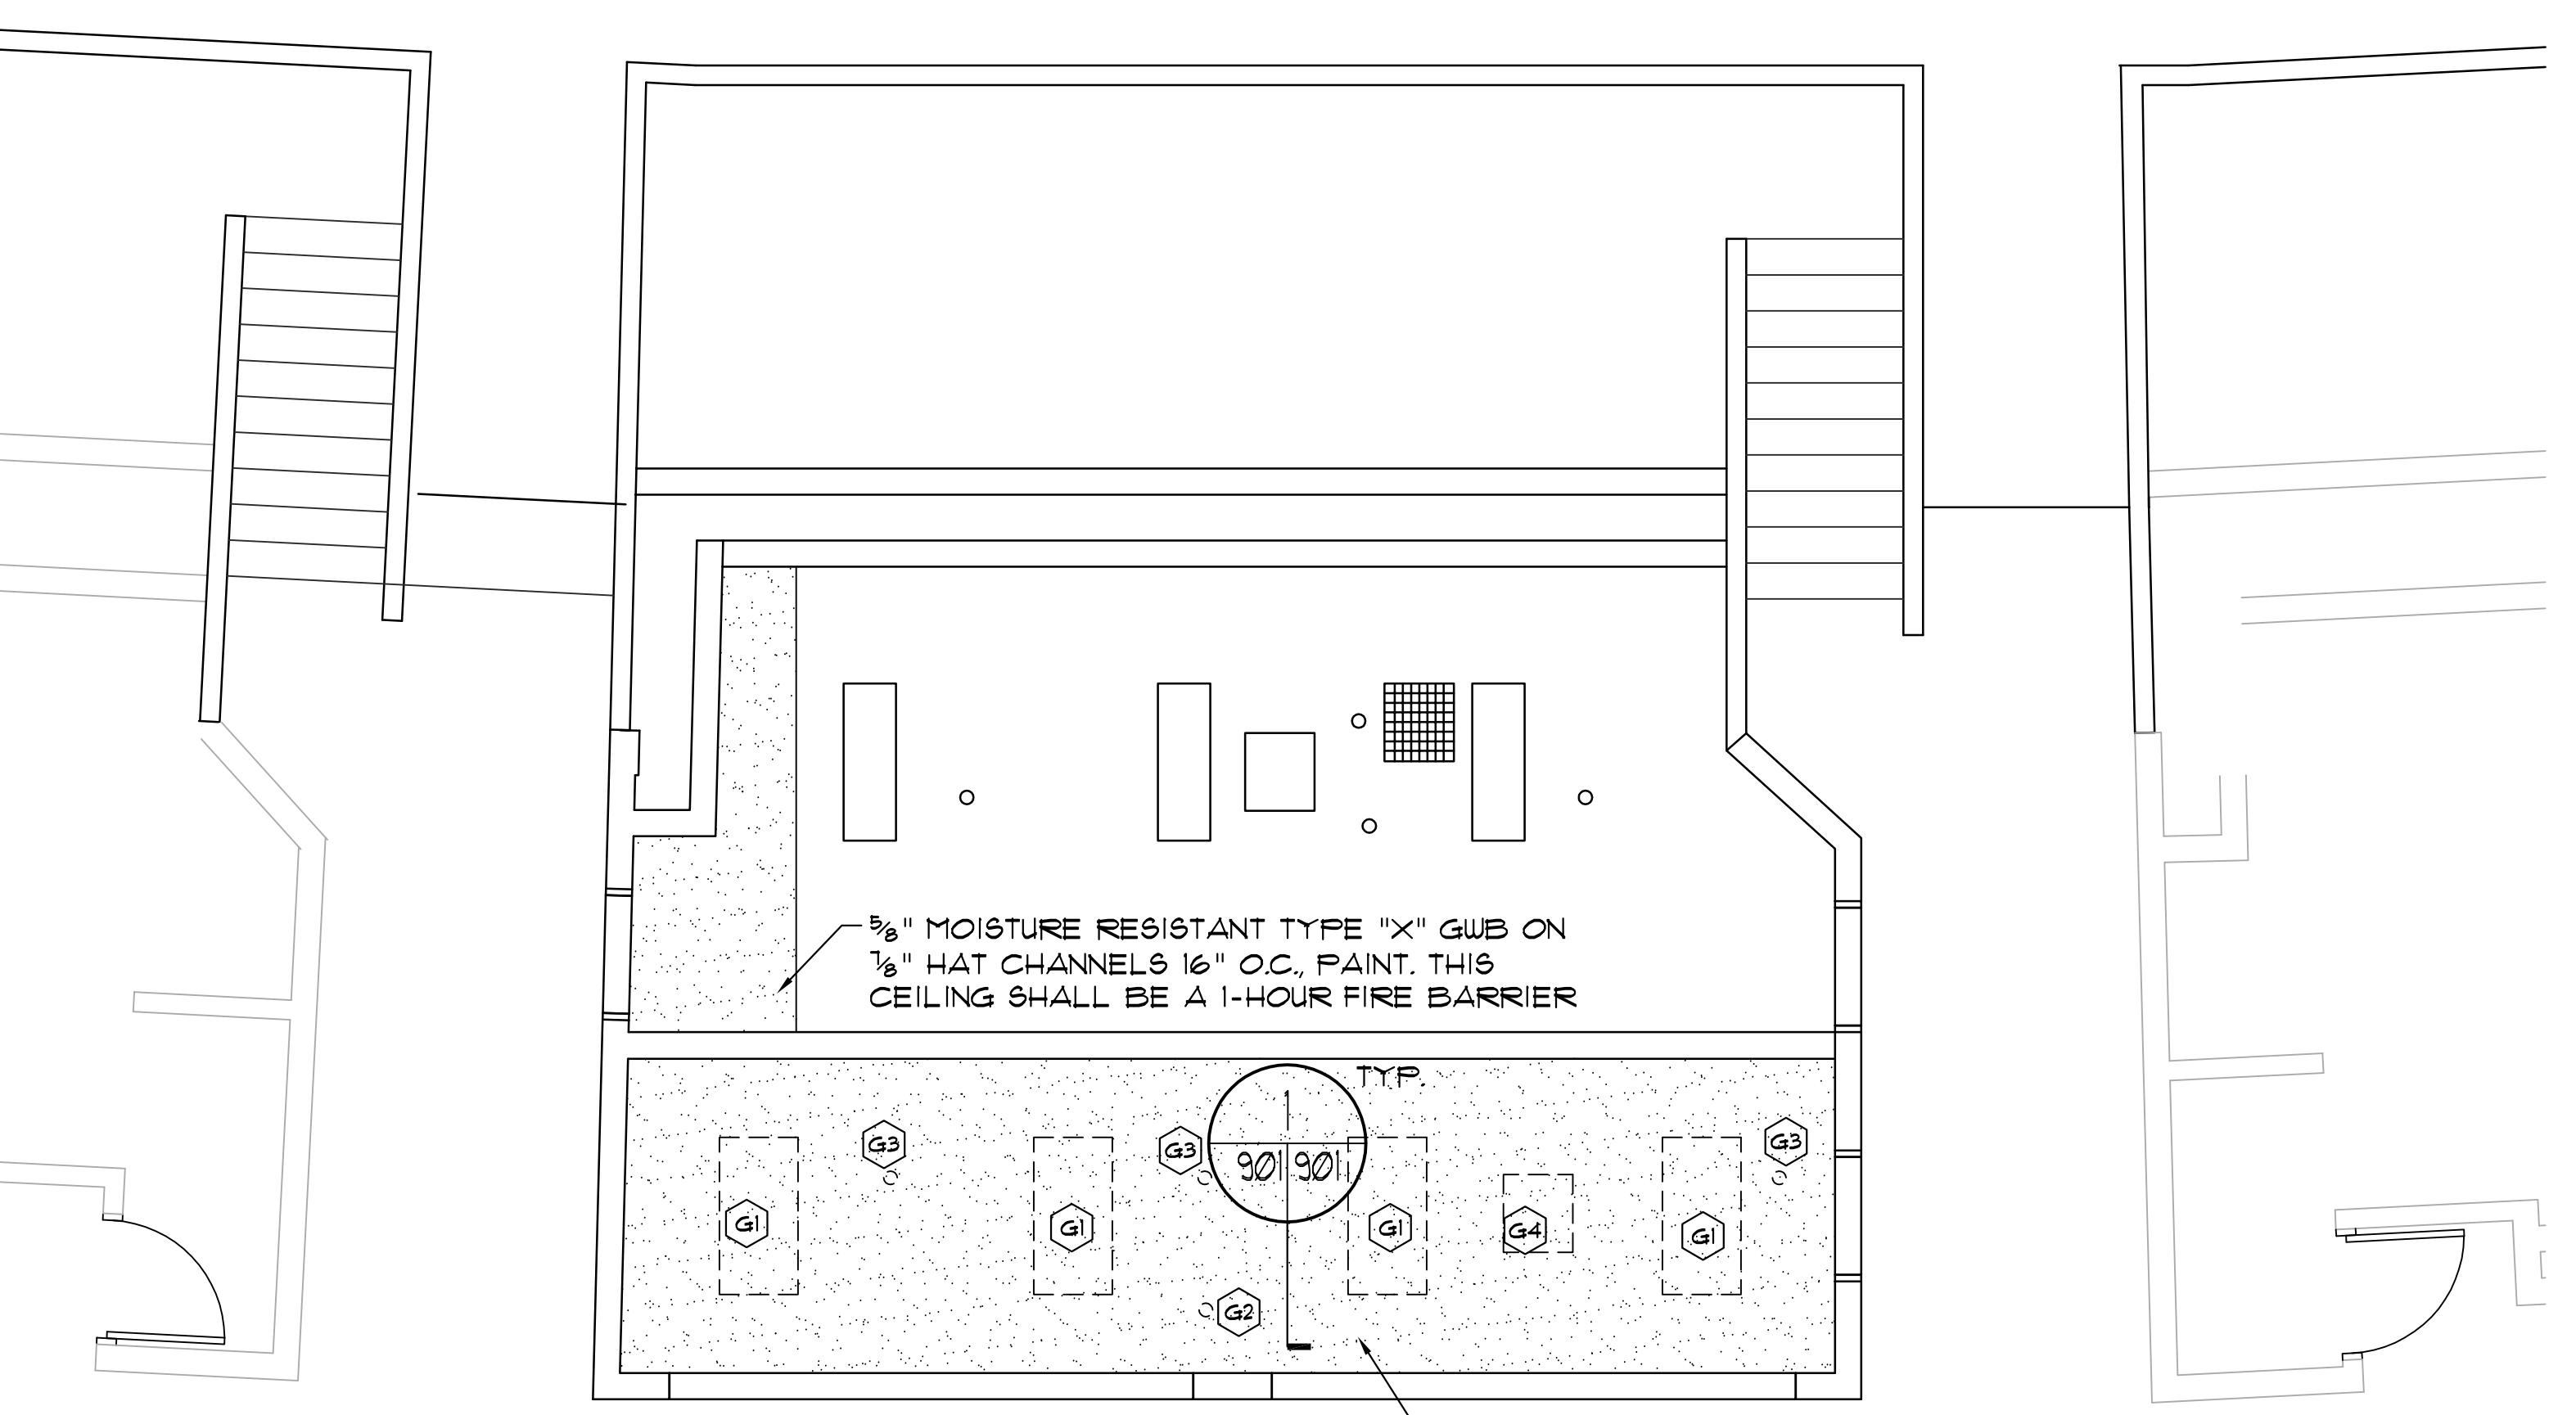 ⅝" MOISTURE RESISTANT TYPE "X" GWB ON
⅞" HAT CHANNELS 16" O.C., PAINT. THIS
CEILING SHALL BE A 1-HOUR FIRE BARRIER
TYP.
1
901 901
G3
G3
G3
G1
G1
G1
G4
G1
G2